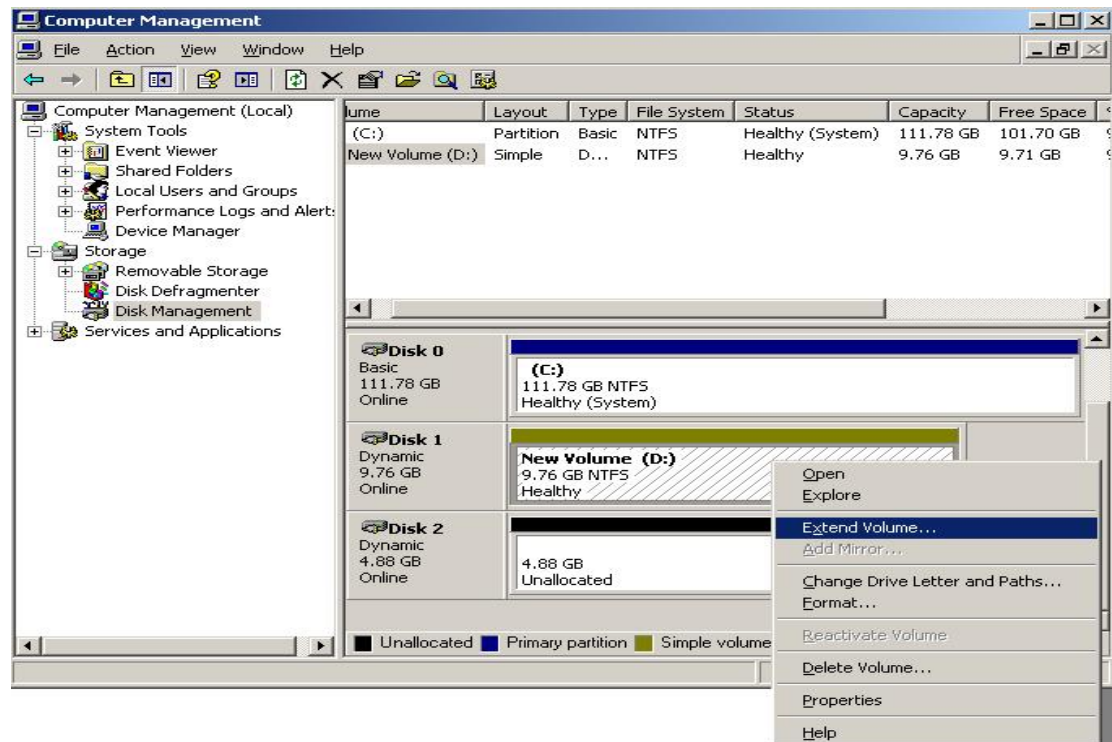 Computer Management
File Action View Window Help
Computer Management (Local)
System Tools
Event Viewer
Shared Folders
Local Users and Groups
Performance Logs and Alert
Device Manager
Storage
Removable Storage
Disk Defragmenter
Disk Management
Services and Applications
lume Layout Type File System Status Capacity Free Space
(C:) Partition Basic NTFS Healthy (System) 111.78 GB 101.70 GB
New Volume (D:) Simple D... NTFS Healthy 9.76 GB 9.71 GB
Disk 0
Basic
111.78 GB
Online
(C:)
111.78 GB NTFS
Healthy (System)
Disk 1
Dynamic
9.76 GB
Online
New Volume (D:)
9.76 GB NTFS
Healthy
Disk 2
Dynamic
4.88 GB
Online
4.88 GB
Unallocated
Unallocated Primary partition Simple volume
Open
Explore
Extend Volume...
Add Mirror...
Change Drive Letter and Paths...
Format...
Reactivate Volume
Delete Volume...
Properties
Help